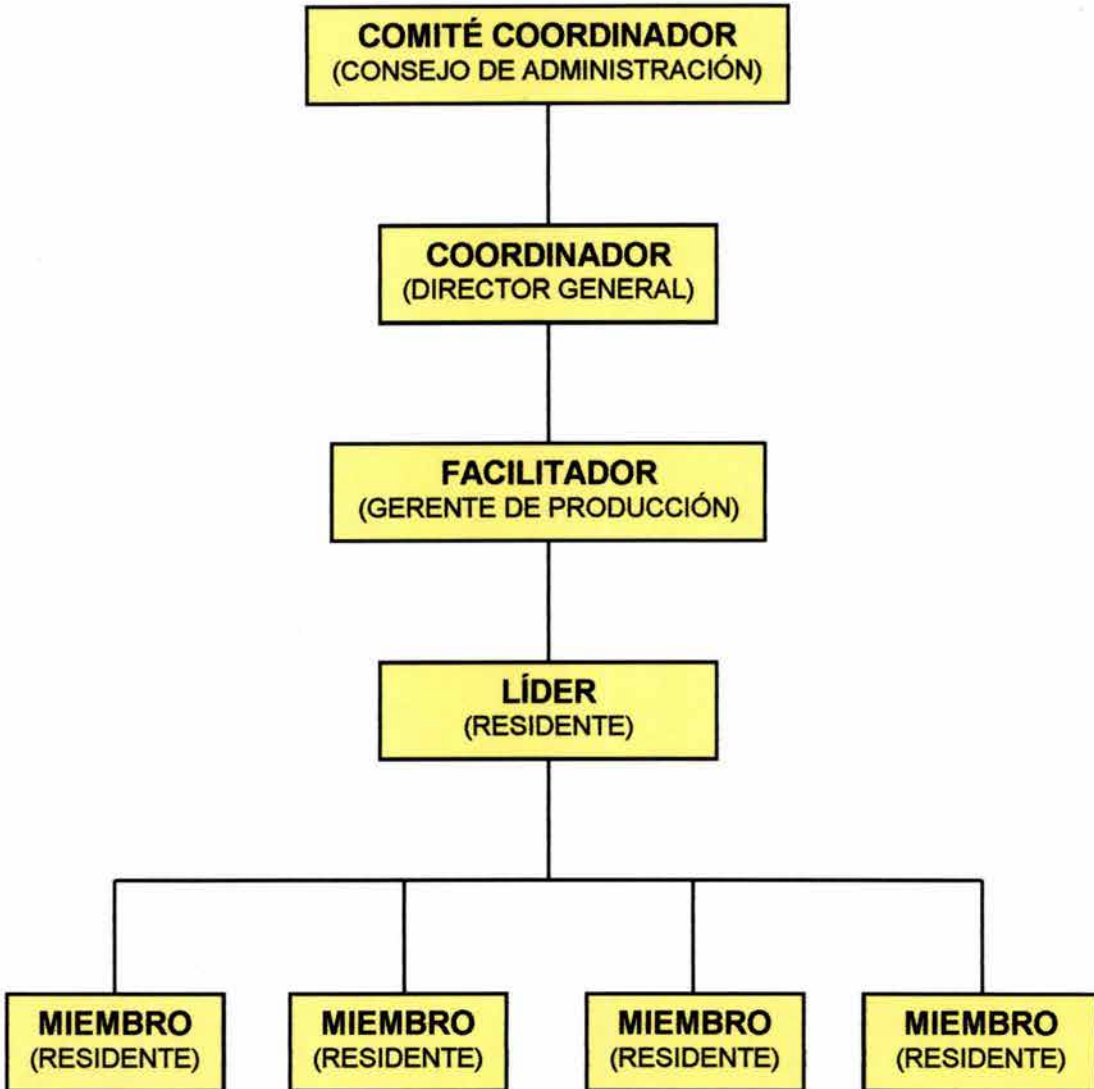 COMITÉ COORDINADOR
(CONSEJO DE ADMINISTRACIÓN)
COORDINADOR
(DIRECTOR GENERAL)
FACILITADOR
(GERENTE DE PRODUCCIÓN)
LÍDER
(RESIDENTE)
MIEMBRO
(RESIDENTE)
MIEMBRO
(RESIDENTE)
MIEMBRO
(RESIDENTE)
MIEMBRO
(RESIDENTE)